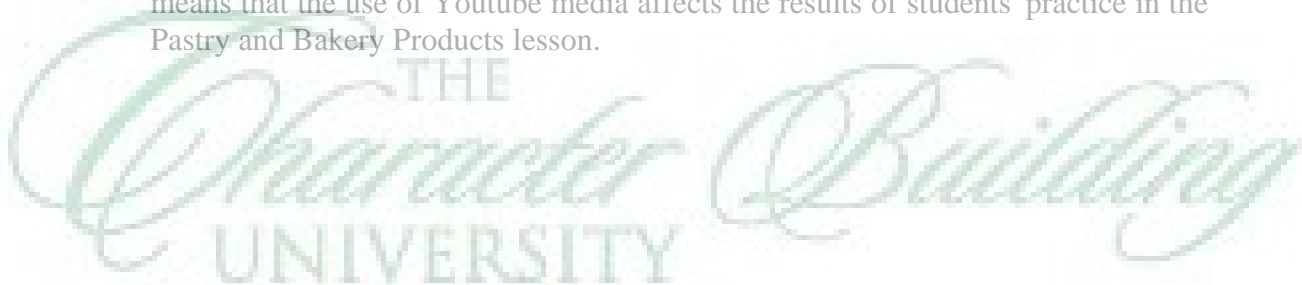 means that the use of Youtube media affects the results of students' practice in the
Pastry and Bakery Products lesson.
THE
Character Building
UNIVERSITY